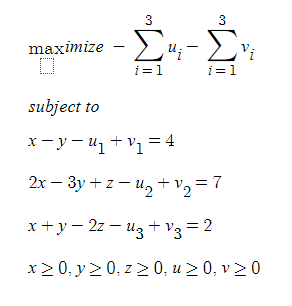 maximize − ∑_{i=1}^{3} u_i − ∑_{i=1}^{3} v_i
subject to
x − y − u_1 + v_1 = 4
2x − 3y + z − u_2 + v_2 = 7
x + y − 2z − u_3 + v_3 = 2
x ≥ 0, y ≥ 0, z ≥ 0, u ≥ 0, v ≥ 0